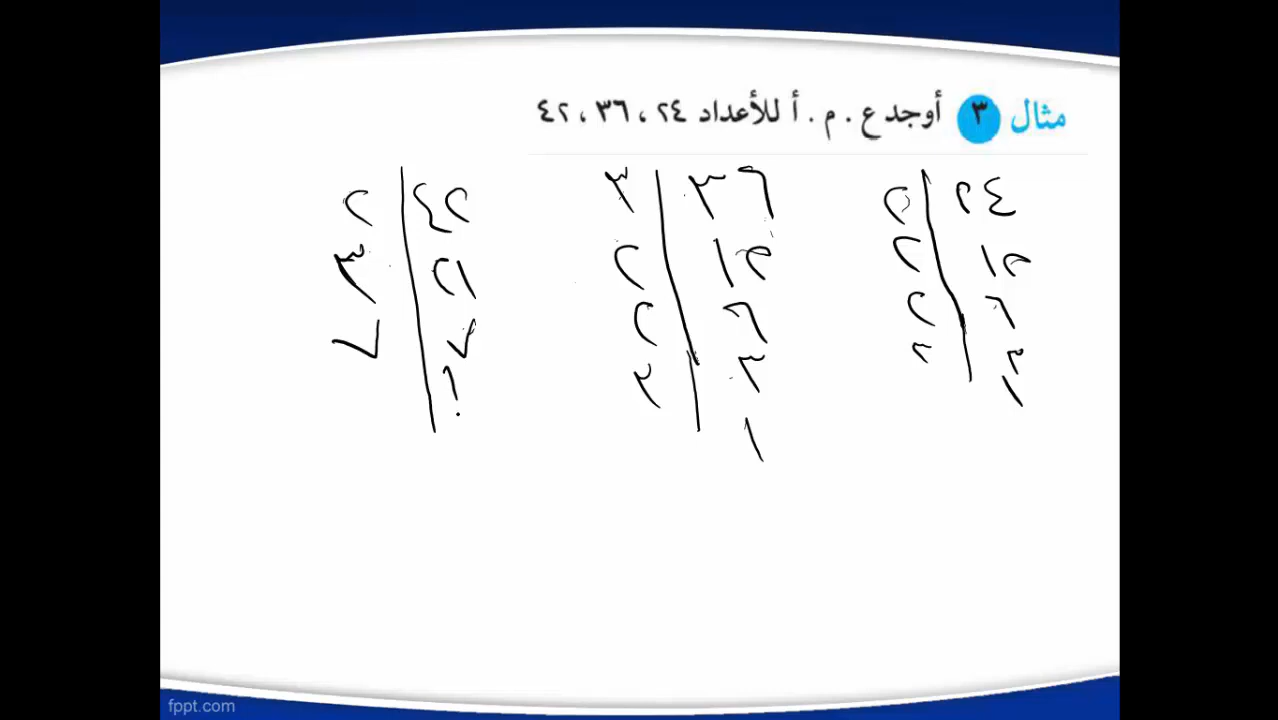 مثال ٣ أوجد ع . م . أ للأعداد ٢٤ ، ٣٦ ، ٤٢
٢٤ | ٢
١٢ | ٢
٦ | ٢
٣ | ٣
١
٣٦ | ٣
١٢ | ٢
٦ | ٢
٣ | ٣
١
٤٢ | ٢
٢١ | ٣
٧ | ٧
١
fppt.com